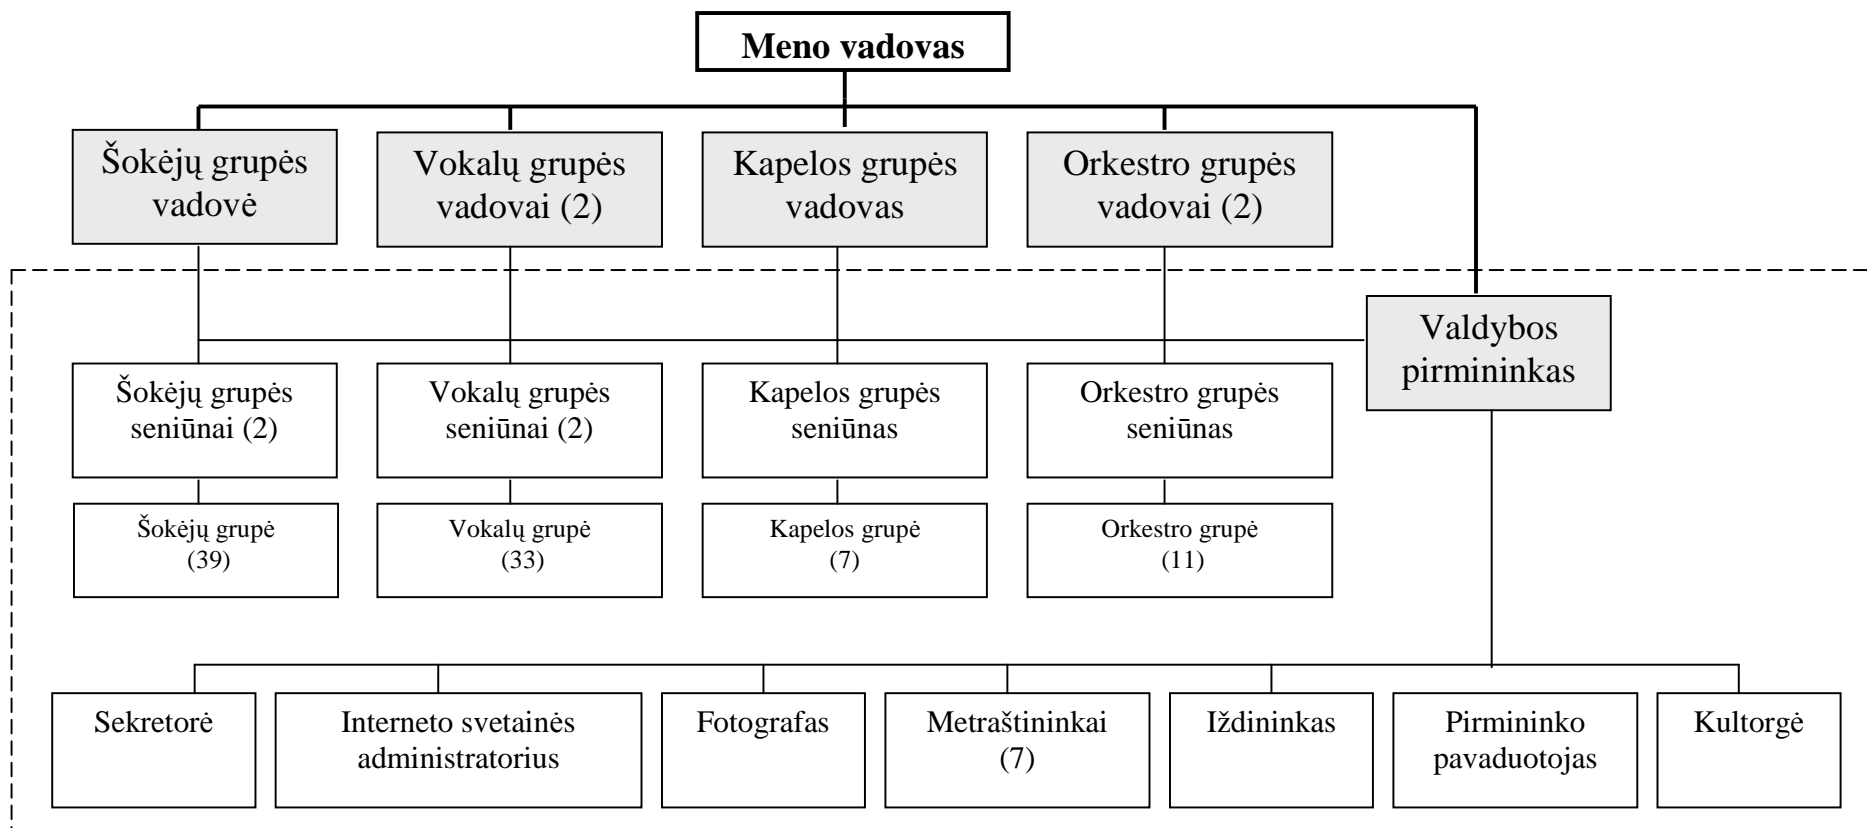 Meno vadovas
Šokėjų grupės
vadovė
Vokalų grupės
vadovai (2)
Kapelos grupės
vadovas
Orkestro grupės
vadovai (2)
Valdybos
pirmininkas
Šokėjų grupės
seniūnai (2)
Vokalų grupės
seniūnai (2)
Kapelos grupės
seniūnas
Orkestro grupės
seniūnas
Šokėjų grupė
(39)
Vokalų grupė
(33)
Kapelos grupė
(7)
Orkestro grupė
(11)
Sekretorė
Interneto svetainės
administratorius
Fotografas
Metraštininkai
(7)
Iždininkas
Pirmininko
pavaduotojas
Kultorgė